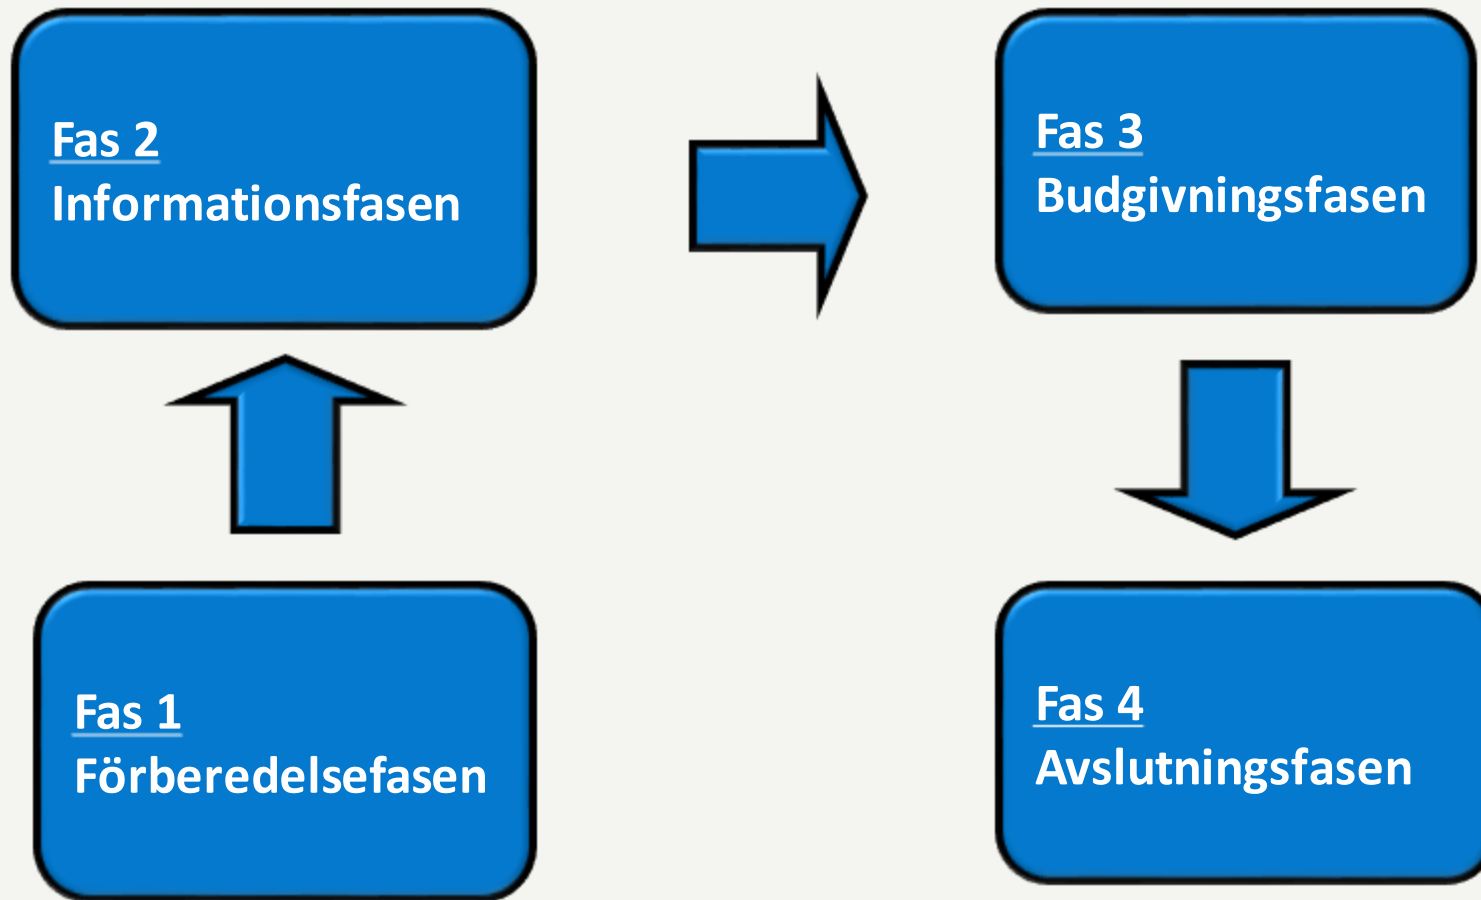 Fas 2
Informationsfasen
Fas 3
Budgivningsfasen
Fas 1
Förberedelsefasen
Fas 4
Avslutningsfasen